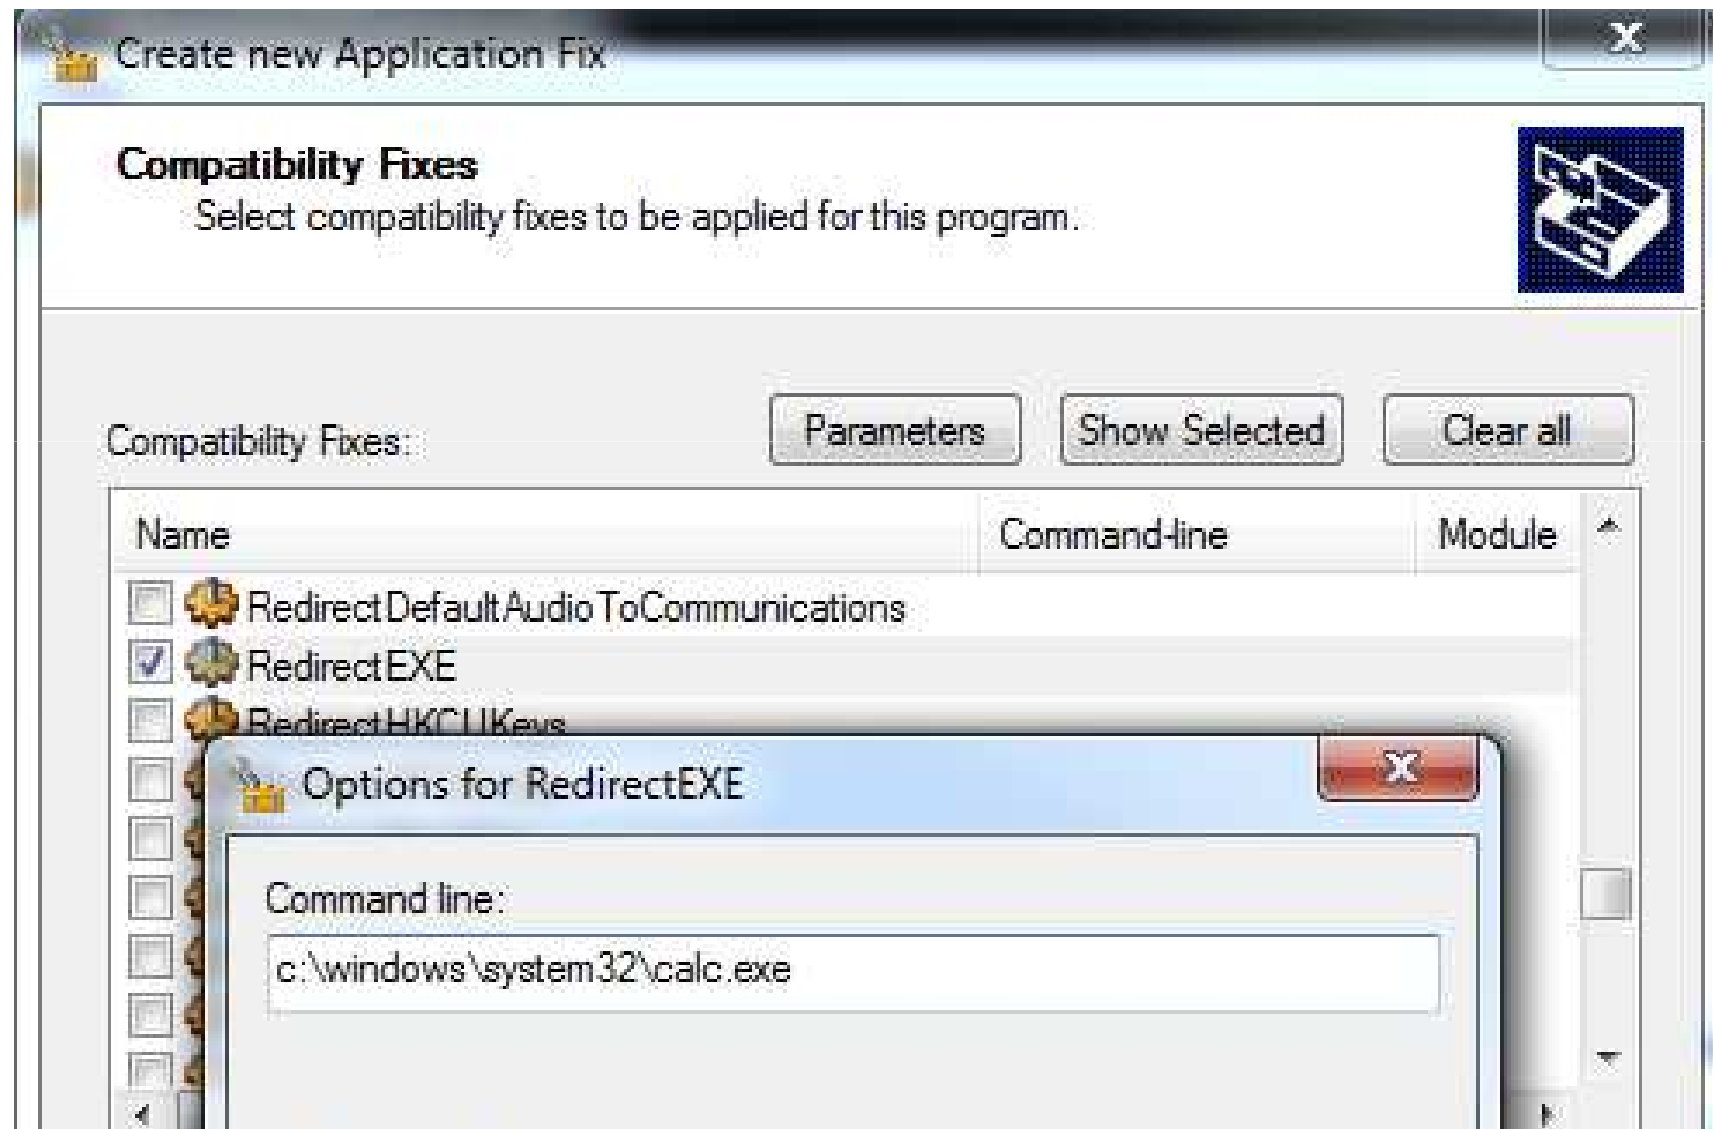 Create new Application Fix
Compatibility Fixes
Select compatibility fixes to be applied for this program.
Compatibility Fixes:
Parameters
Show Selected
Clear all
Name
Command-line
Module
RedirectDefaultAudioToCommunications
RedirectEXE
RedirectHKCUKeys
Options for RedirectEXE
Command line:
c:\windows\system32\calc.exe